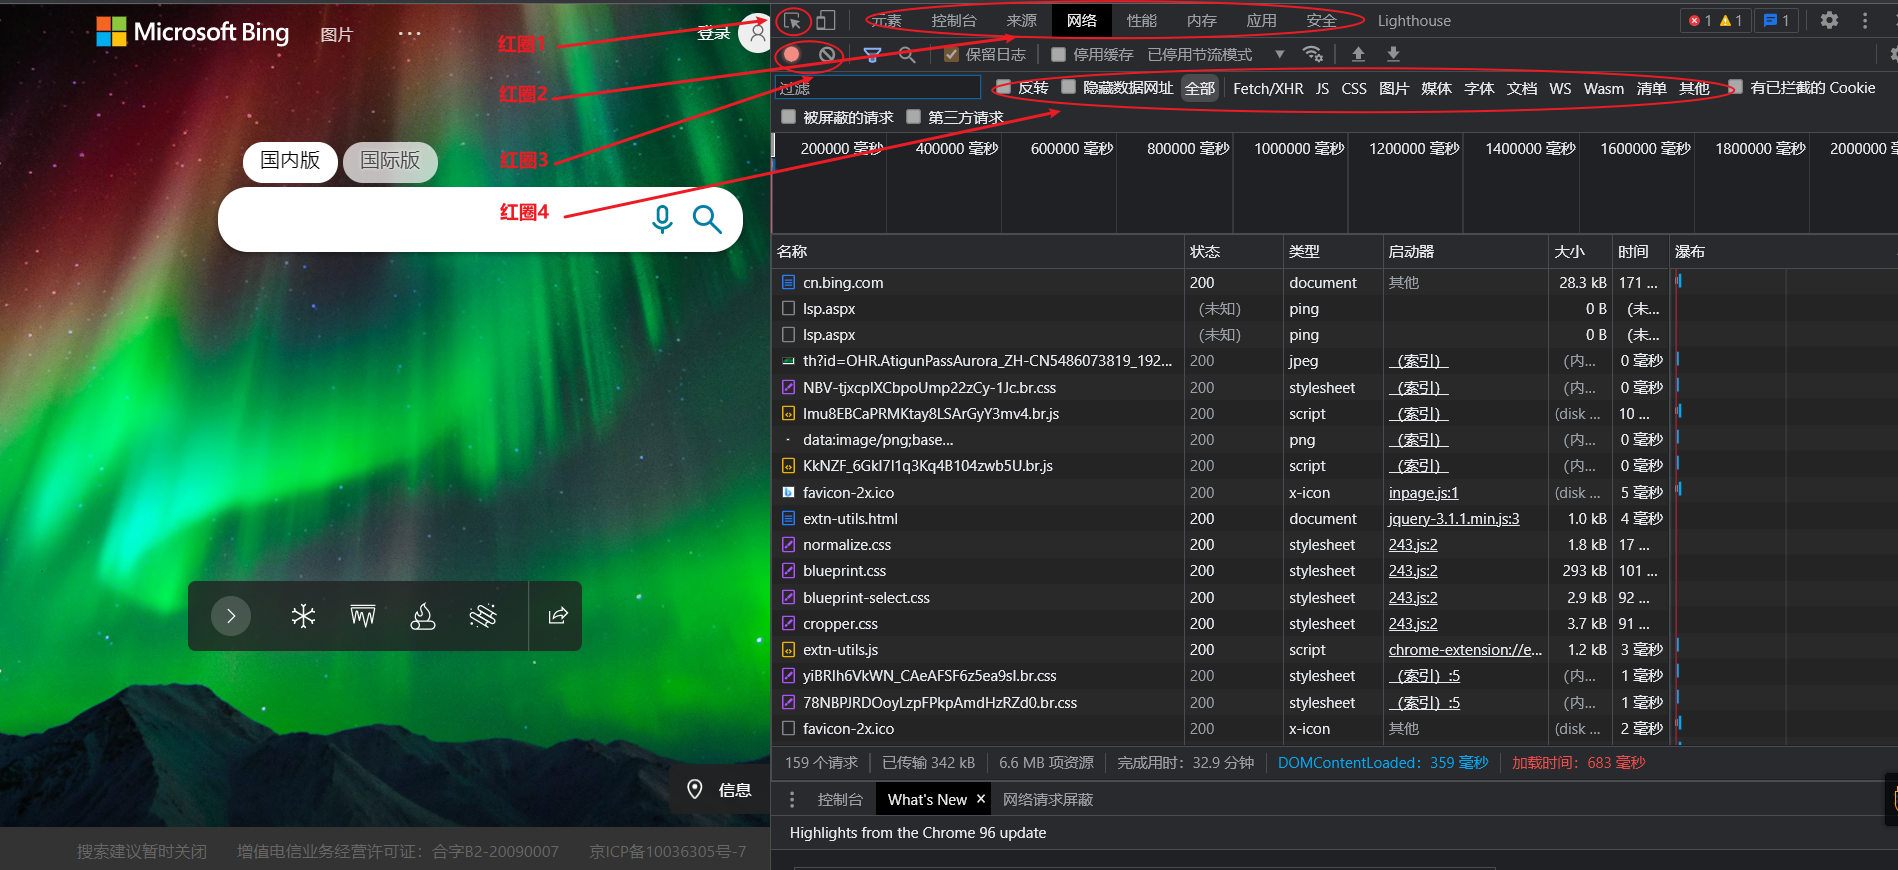 Microsoft Bing 图片 ··· 登录
国内版 国际版
红圈1
红圈2
红圈3
红圈4
信息
搜索建议暂时关闭 增值电信业务经营许可证：合字B2-20090007 京ICP备10036305号-7
元素 控制台 来源 网络 性能 内存 应用 安全 Lighthouse 1 1 1
保留日志 停用缓存 已停用节流模式
过滤 反转 隐藏数据网址 全部 Fetch/XHR JS CSS 图片 媒体 字体 文档 WS Wasm 清单 其他 有已拦截的 Cookie
被屏蔽的请求 第三方请求
200000 毫秒 400000 毫秒 600000 毫秒 800000 毫秒 1000000 毫秒 1200000 毫秒 1400000 毫秒 1600000 毫秒 1800000 毫秒 2000000
名称 状态 类型 启动器 大小 时间 瀑布
cn.bing.com 200 document 其他 28.3 kB 171 ...
lsp.aspx （未知） ping 0 B （未...
lsp.aspx （未知） ping 0 B （未...
th?id=OHR.AtigunPassAurora_ZH-CN5486073819_192... 200 jpeg （索引） （内... 0 毫秒
NBV-tjxcplXCbpoUmp22zCy-1Jc.br.css 200 stylesheet （索引） （内... 0 毫秒
lmu8EBCaPRMKtay8LSArGyY3mv4.br.js 200 script （索引） (disk ... 10 ...
data:image/png;base... 200 png （索引） （内... 0 毫秒
KkNZF_6GkI7l1q3Kq4B104zwb5U.br.js 200 script （索引） （内... 0 毫秒
favicon-2x.ico 200 x-icon inpage.js:1 (disk ... 5 毫秒
extn-utils.html 200 document jquery-3.1.1.min.js:3 1.0 kB 4 毫秒
normalize.css 200 stylesheet 243.js:2 1.8 kB 17 ...
blueprint.css 200 stylesheet 243.js:2 293 kB 101 ...
blueprint-select.css 200 stylesheet 243.js:2 2.9 kB 92 ...
cropper.css 200 stylesheet 243.js:2 3.7 kB 91 ...
extn-utils.js 200 script chrome-extension://e... 1.2 kB 3 毫秒
yiBRIh6VkWN_CAeAFSF6z5ea9sI.br.css 200 stylesheet （索引）:5 （内... 1 毫秒
78NBPJRDOoyLzpFPkpAmdHzRZd0.br.css 200 stylesheet （索引）:5 （内... 1 毫秒
favicon-2x.ico 200 x-icon 其他 (disk ... 2 毫秒
159 个请求 已传输 342 kB 6.6 MB 项资源 完成用时：32.9 分钟 DOMContentLoaded：359 毫秒 加载时间：683 毫秒
控制台 What's New × 网络请求屏蔽
Highlights from the Chrome 96 update